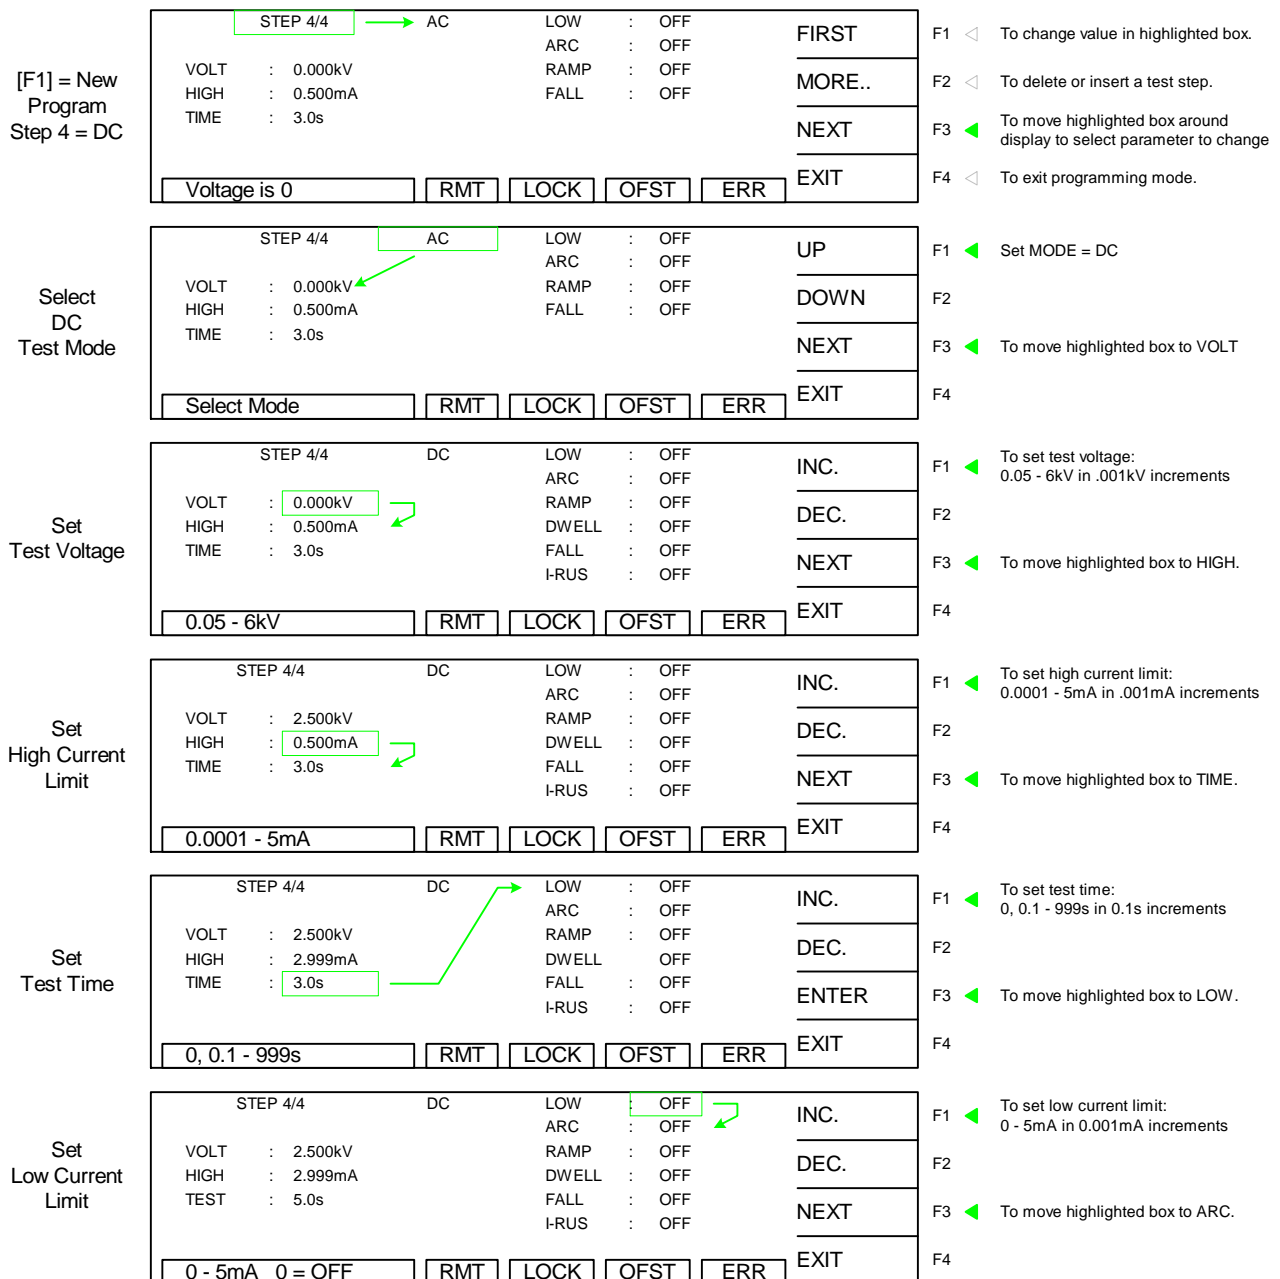 [F1] = New
Program
Step 4 = DC
STEP 4/4 AC LOW : OFF
ARC : OFF
VOLT : 0.000kV RAMP : OFF
HIGH : 0.500mA FALL : OFF
TIME : 3.0s
Voltage is 0 RMT LOCK OFST ERR
FIRST F1 To change value in highlighted box.
MORE.. F2 To delete or insert a test step.
NEXT F3 To move highlighted box around
display to select parameter to change
EXIT F4 To exit programming mode.
Select
DC
Test Mode
STEP 4/4 AC LOW : OFF
ARC : OFF
VOLT : 0.000kV RAMP : OFF
HIGH : 0.500mA FALL : OFF
TIME : 3.0s
Select Mode RMT LOCK OFST ERR
UP F1 Set MODE = DC
DOWN F2
NEXT F3 To move highlighted box to VOLT
EXIT F4
Set
Test Voltage
STEP 4/4 DC LOW : OFF
ARC : OFF
VOLT : 0.000kV RAMP : OFF
HIGH : 0.500mA DWELL : OFF
TIME : 3.0s FALL : OFF
I-RUS : OFF
0.05 - 6kV RMT LOCK OFST ERR
INC. F1 To set test voltage:
0.05 - 6kV in .001kV increments
DEC. F2
NEXT F3 To move highlighted box to HIGH.
EXIT F4
Set
High Current
Limit
STEP 4/4 DC LOW : OFF
ARC : OFF
VOLT : 2.500kV RAMP : OFF
HIGH : 0.500mA DWELL : OFF
TIME : 3.0s FALL : OFF
I-RUS : OFF
0.0001 - 5mA RMT LOCK OFST ERR
INC. F1 To set high current limit:
0.0001 - 5mA in .001mA increments
DEC. F2
NEXT F3 To move highlighted box to TIME.
EXIT F4
Set
Test Time
STEP 4/4 DC LOW : OFF
ARC : OFF
VOLT : 2.500kV RAMP : OFF
HIGH : 2.999mA DWELL OFF
TIME : 3.0s FALL : OFF
I-RUS : OFF
0, 0.1 - 999s RMT LOCK OFST ERR
INC. F1 To set test time:
0, 0.1 - 999s in 0.1s increments
DEC. F2
ENTER F3 To move highlighted box to LOW.
EXIT F4
Set
Low Current
Limit
STEP 4/4 DC LOW : OFF
ARC : OFF
VOLT : 2.500kV RAMP : OFF
HIGH : 2.999mA DWELL : OFF
TEST : 5.0s FALL : OFF
I-RUS : OFF
0 - 5mA 0 = OFF RMT LOCK OFST ERR
INC. F1 To set low current limit:
0 - 5mA in 0.001mA increments
DEC. F2
NEXT F3 To move highlighted box to ARC.
EXIT F4